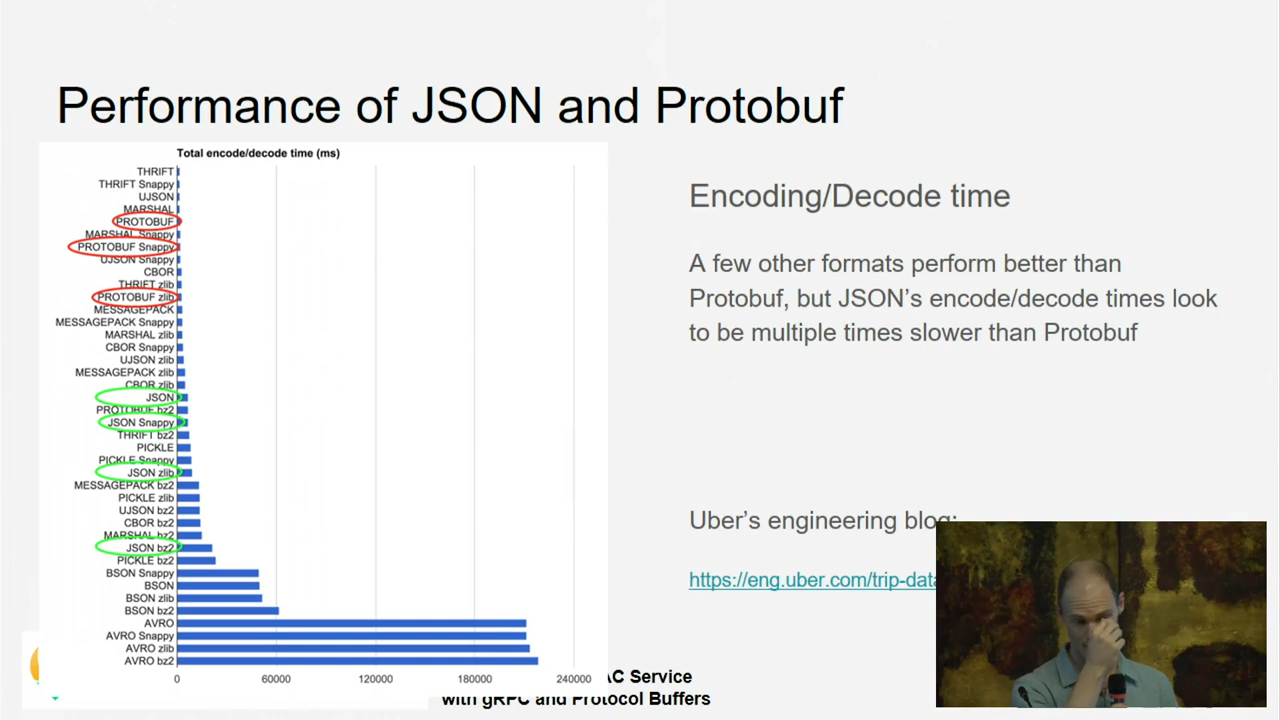 Performance of JSON and Protobuf
Total encode/decode time (ms)
THRIFT
THRIFT Snappy
UJSON
MARSHAL
PROTOBUF
MARSHAL Snappy
PROTOBUF Snappy
UJSON Snappy
CBOR
THRIFT zlib
PROTOBUF zlib
MESSAGEPACK
MESSAGEPACK Snappy
MARSHAL zlib
CBOR Snappy
UJSON zlib
MESSAGEPACK zlib
CBOR zlib
JSON
PROTOBUF bz2
JSON Snappy
THRIFT bz2
PICKLE
PICKLE Snappy
JSON zlib
MESSAGEPACK bz2
PICKLE zlib
UJSON bz2
CBOR bz2
MARSHAL bz2
JSON bz2
PICKLE bz2
BSON Snappy
BSON
BSON zlib
BSON bz2
AVRO
AVRO Snappy
AVRO zlib
AVRO bz2
0 60000 120000 180000 240000
Encoding/Decode time
A few other formats perform better than
Protobuf, but JSON's encode/decode times look
to be multiple times slower than Protobuf
Uber's engineering blog:
https://eng.uber.com/trip-data
AC Service
with gRPC and Protocol Buffers